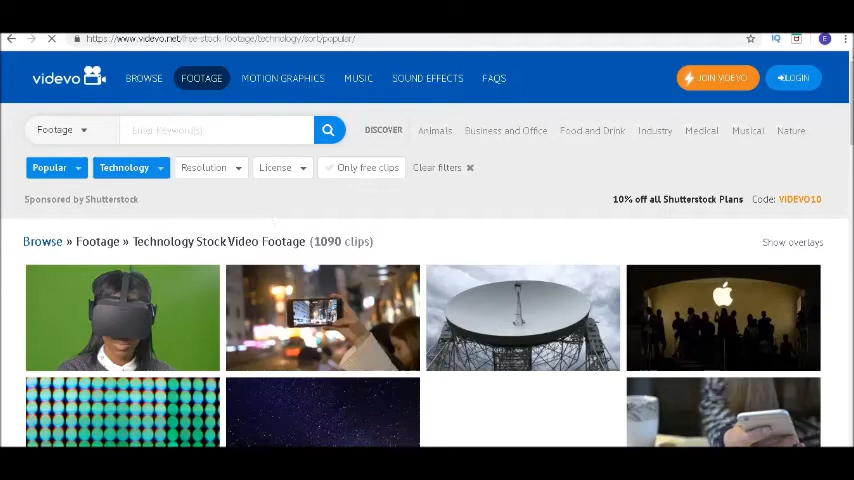 https://www.videvo.net/free-stock-footage/technology/sort/popular/
E
videvo
BROWSE
FOOTAGE
MOTION GRAPHICS
MUSIC
SOUND EFFECTS
FAQS
JOIN VIDEVO
LOGIN
Footage
Enter Keyword(s)
DISCOVER
Animals
Business and Office
Food and Drink
Industry
Medical
Musical
Nature
Popular
Technology
Resolution
License
Only free clips
Clear filters
Sponsored by Shutterstock
10% off all Shutterstock Plans Code: VIDEVO10
Browse » Footage » Technology Stock Video Footage (1090 clips)
Show overlays